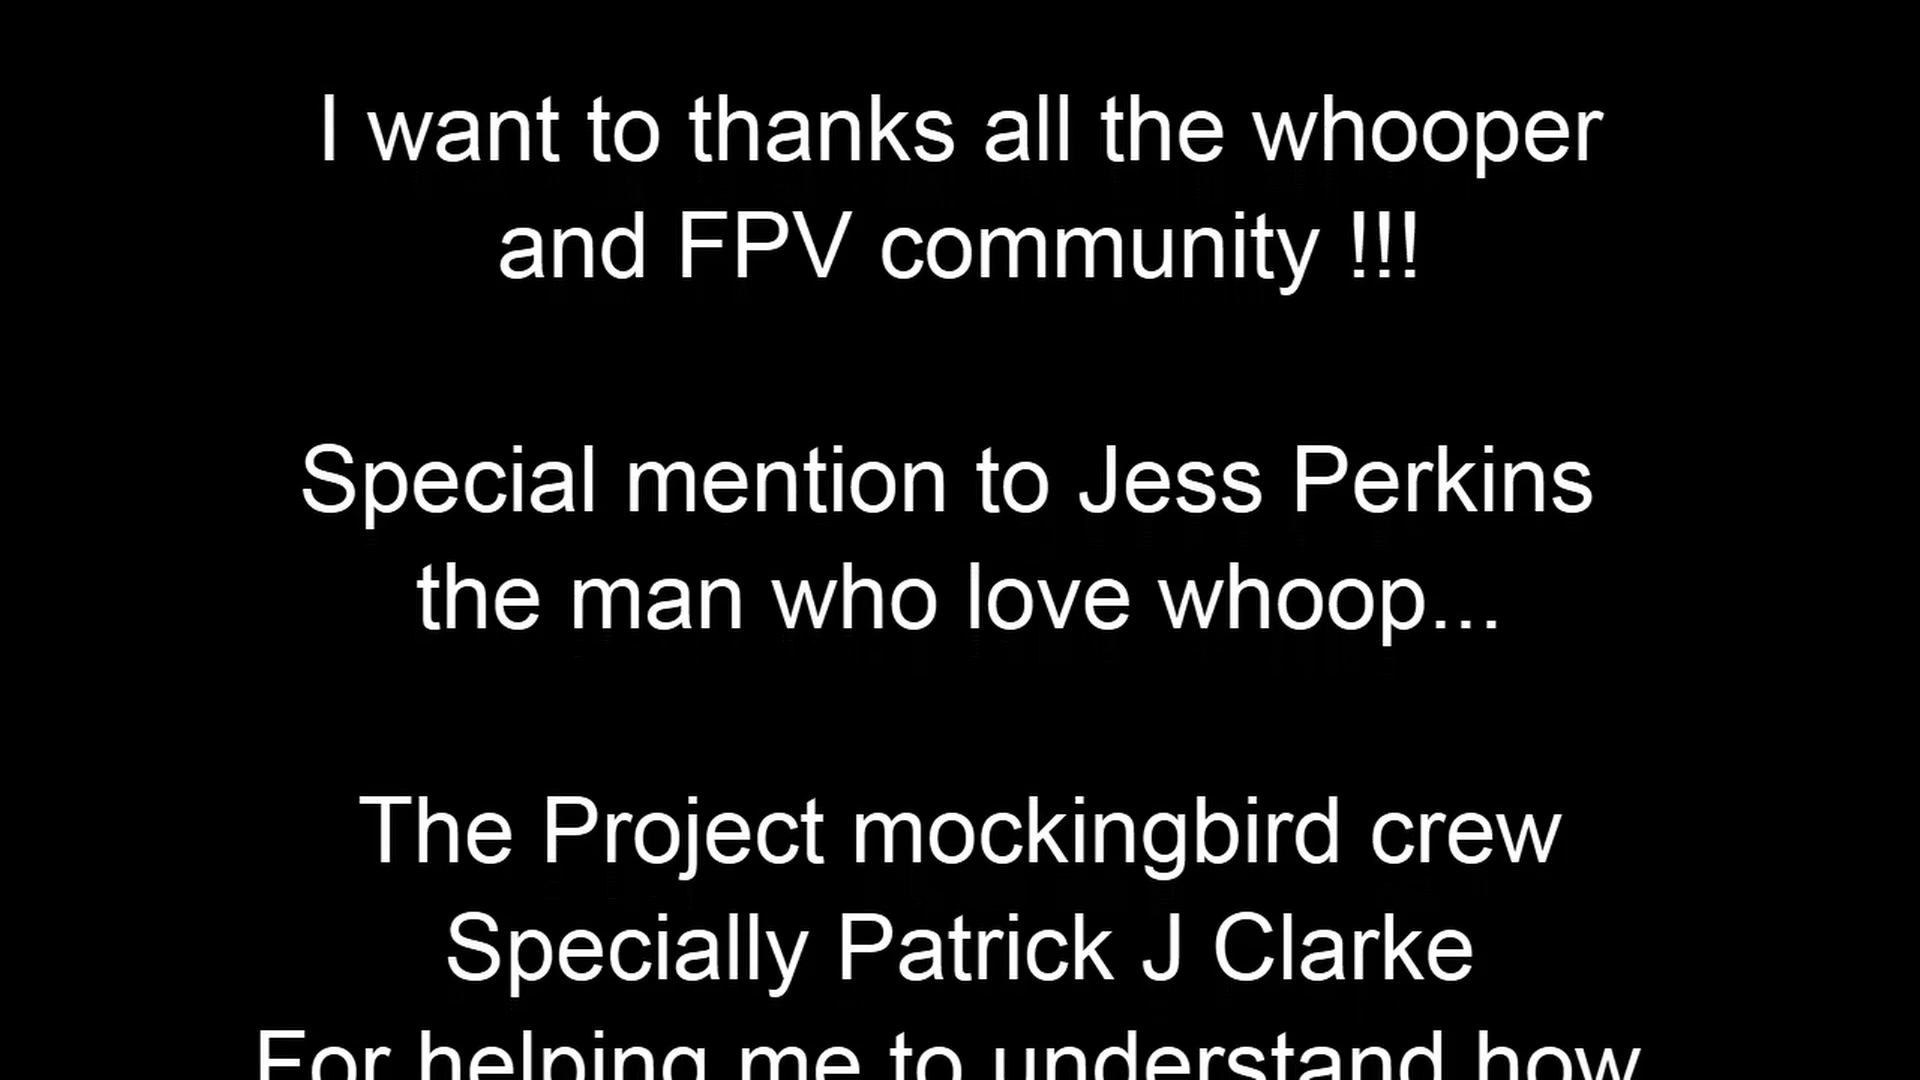 I want to thanks all the whooper
and FPV community !!!
Special mention to Jess Perkins
the man who love whoop...
The Project mockingbird crew
Specially Patrick J Clarke
For helping me to understand how